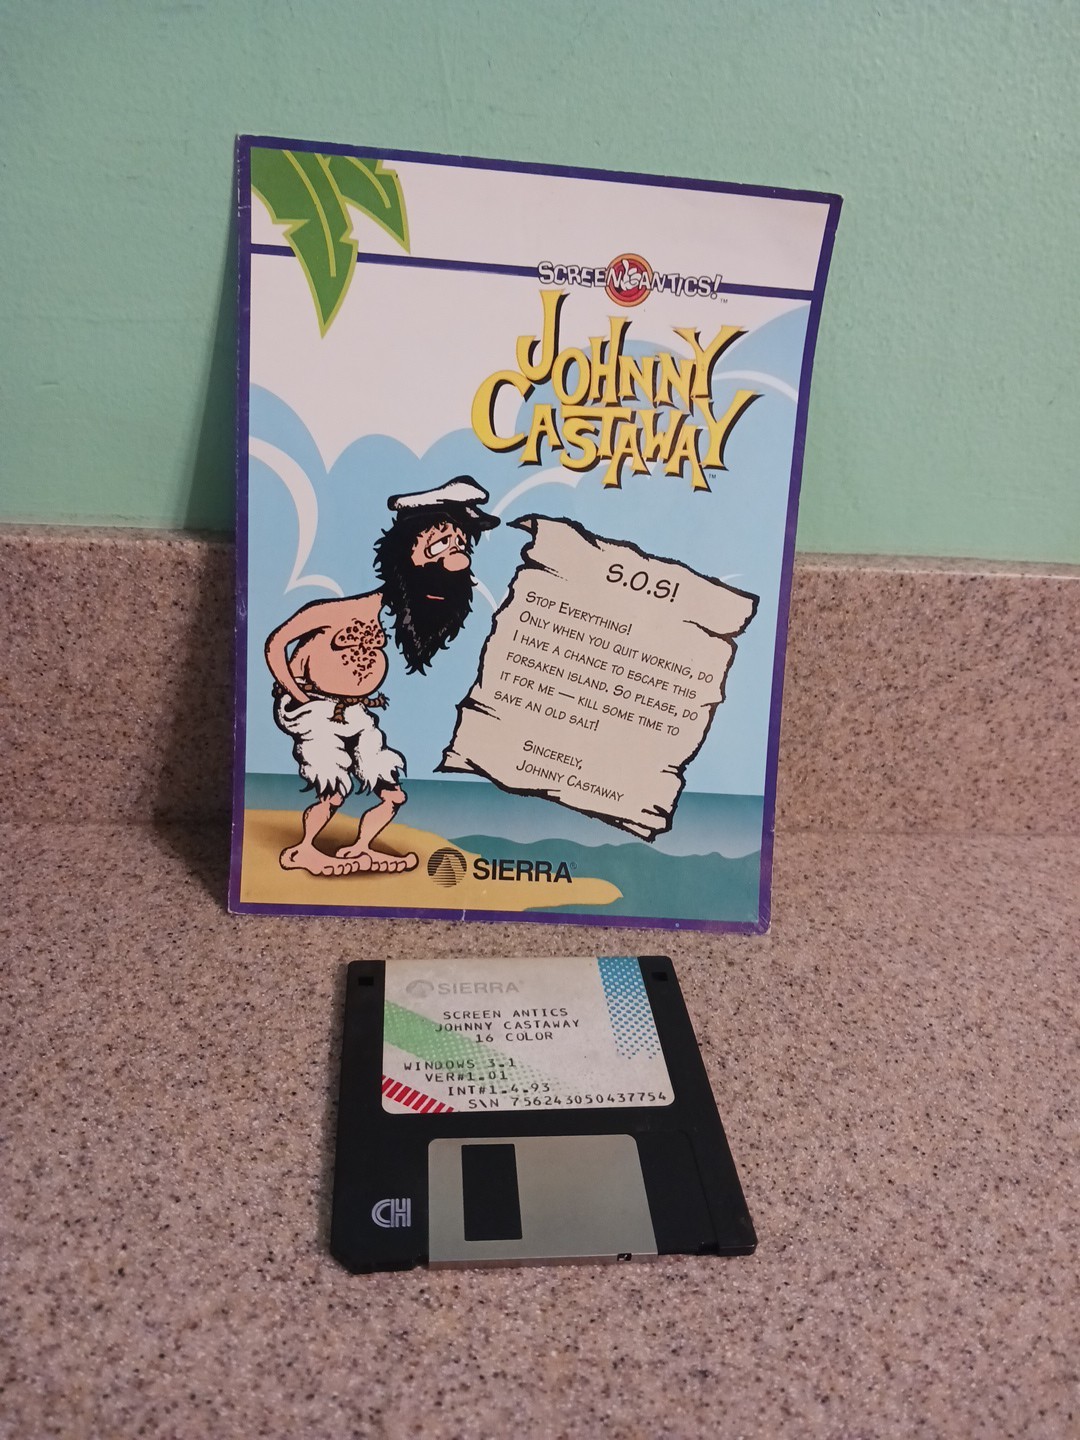 SCREEN ANTICS!™
JOHNNY
CASTAWAY™
S.O.S!
STOP EVERYTHING!
ONLY WHEN YOU QUIT WORKING, DO
I HAVE A CHANCE TO ESCAPE THIS
FORSAKEN ISLAND. SO PLEASE, DO
IT FOR ME — KILL SOME TIME TO
SAVE AN OLD SALT!
SINCERELY,
JOHNNY CASTAWAY
SIERRA®
SIERRA®
SCREEN ANTICS
JOHNNY CASTAWAY
16 COLOR
WINDOWS 3.1
VER#1.01
INT#1.4.93
S\N 756243050437754
CH